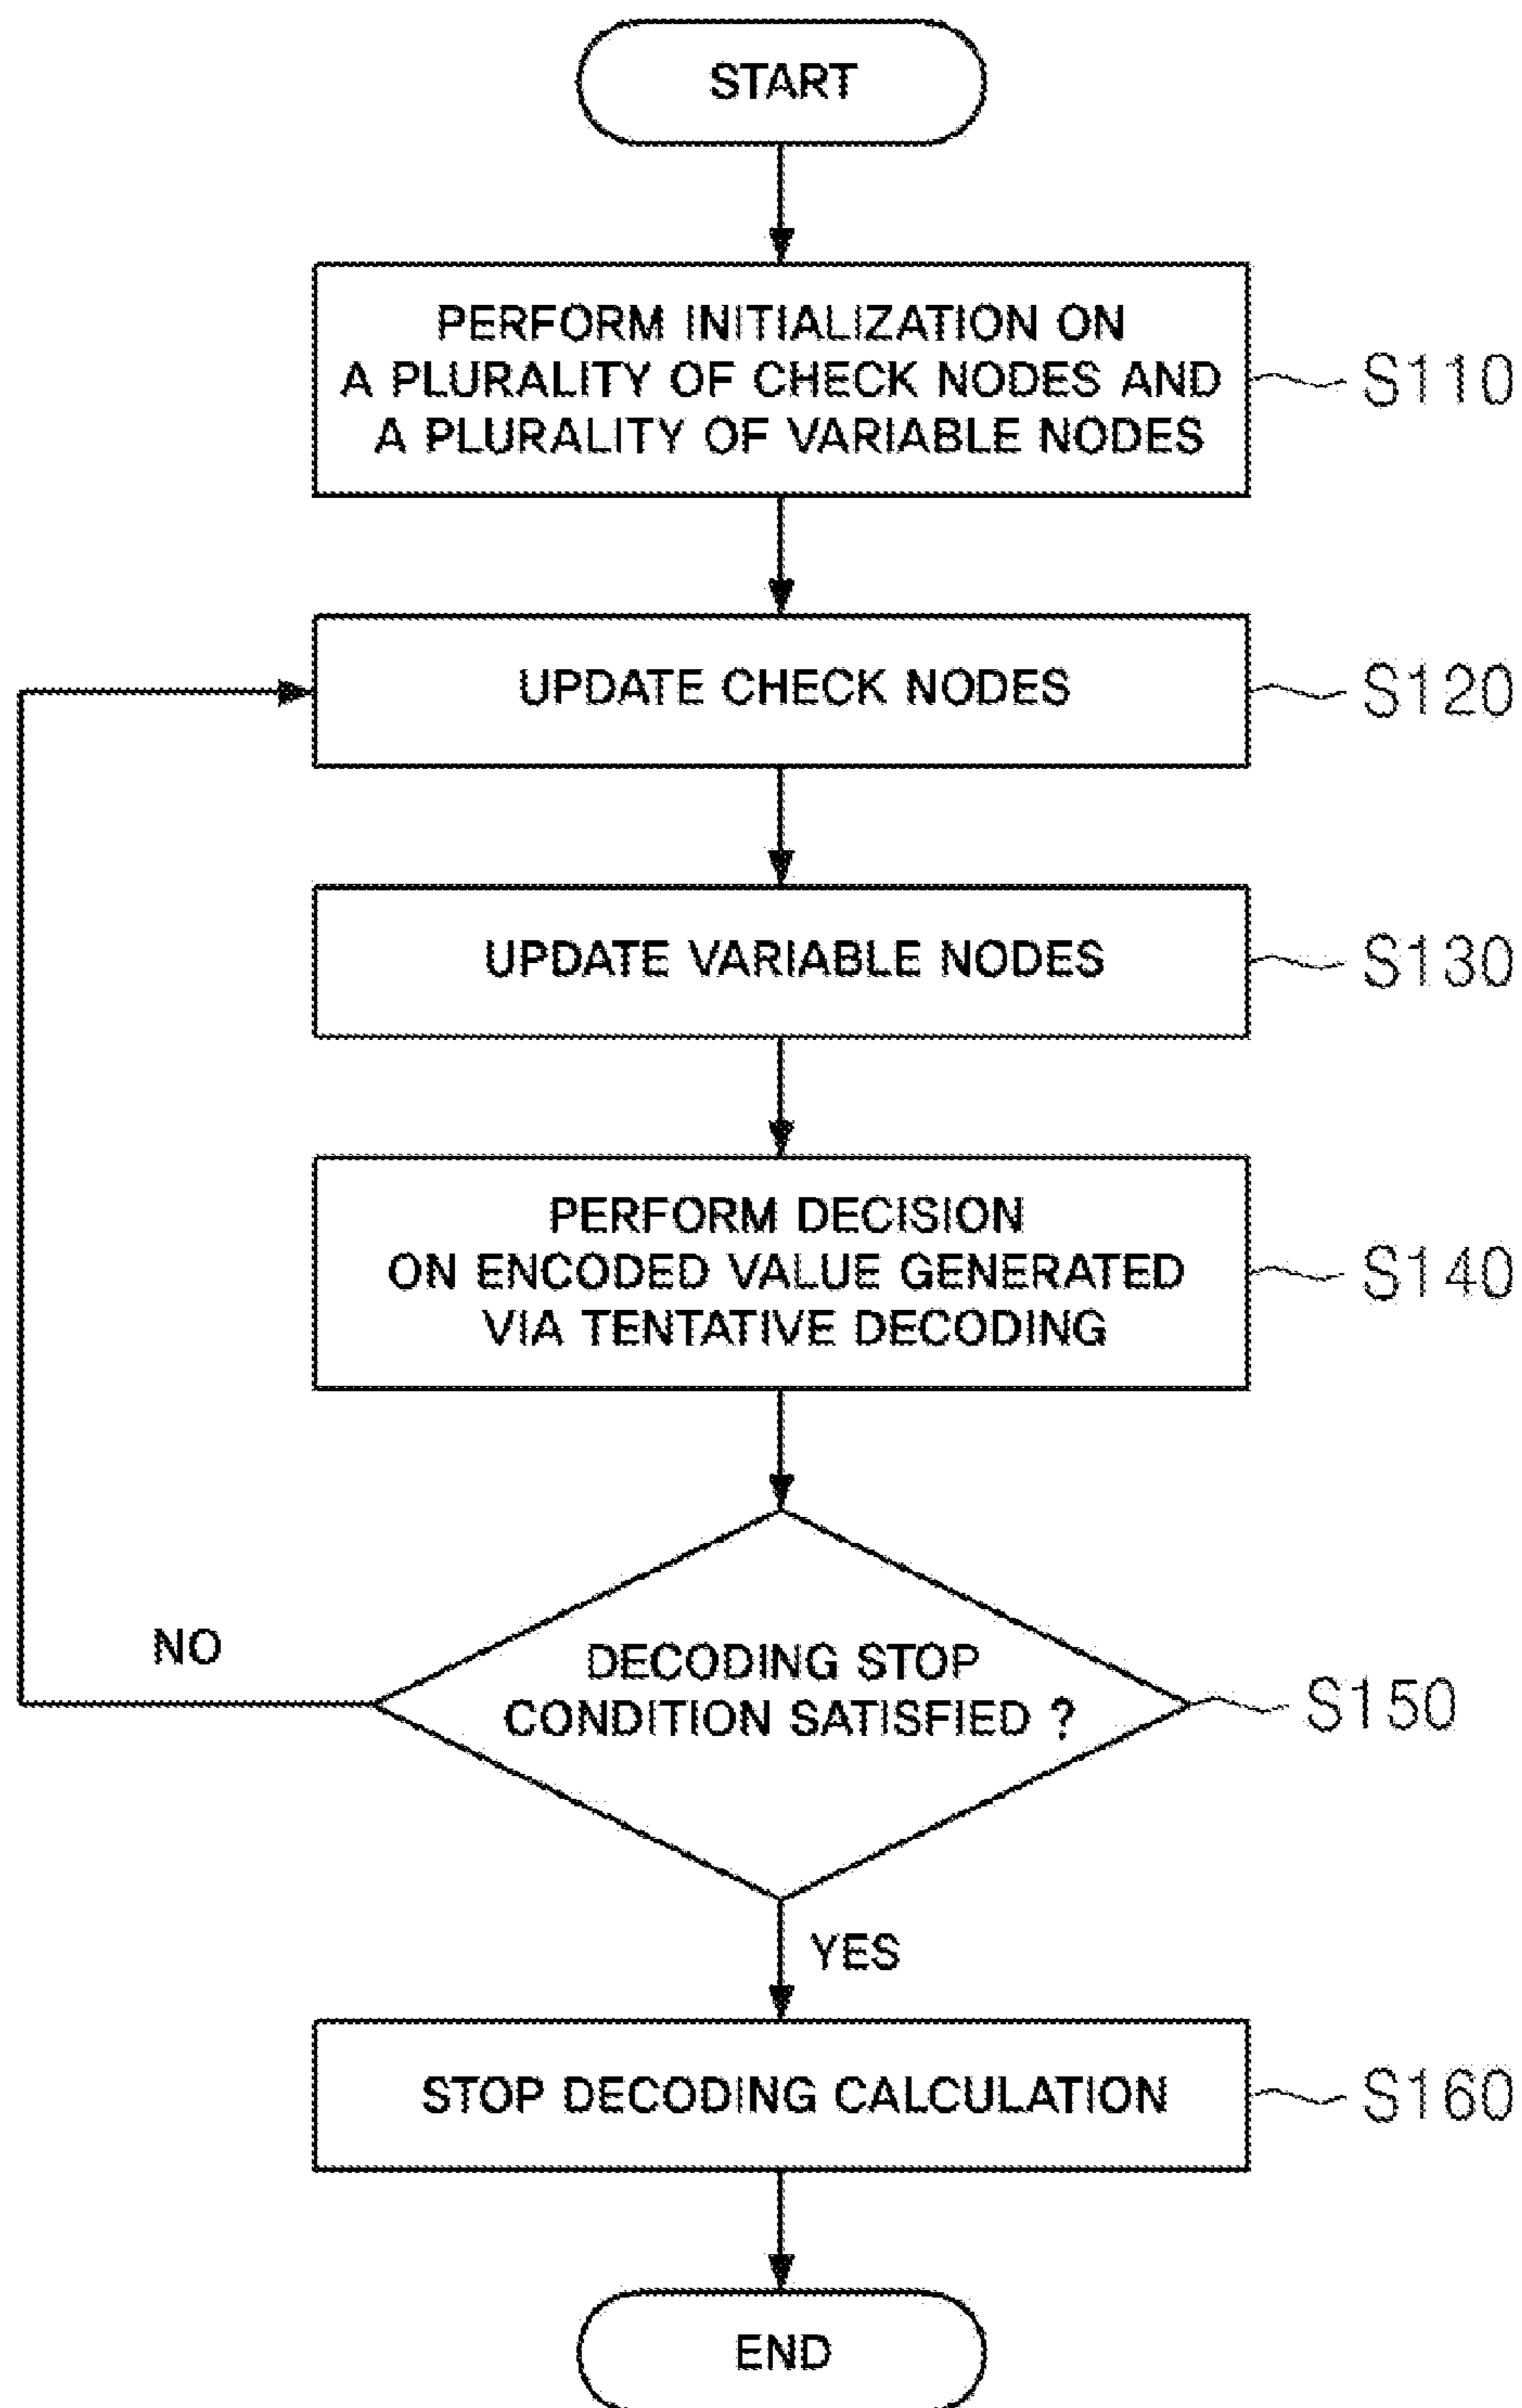 START
PERFORM INITIALIZATION ON
A PLURALITY OF CHECK NODES AND
A PLURALITY OF VARIABLE NODES
S110
UPDATE CHECK NODES
S120
UPDATE VARIABLE NODES
S130
PERFORM DECISION
ON ENCODED VALUE GENERATED
VIA TENTATIVE DECODING
S140
NO
DECODING STOP
CONDITION SATISFIED ?
S150
YES
STOP DECODING CALCULATION
S160
END